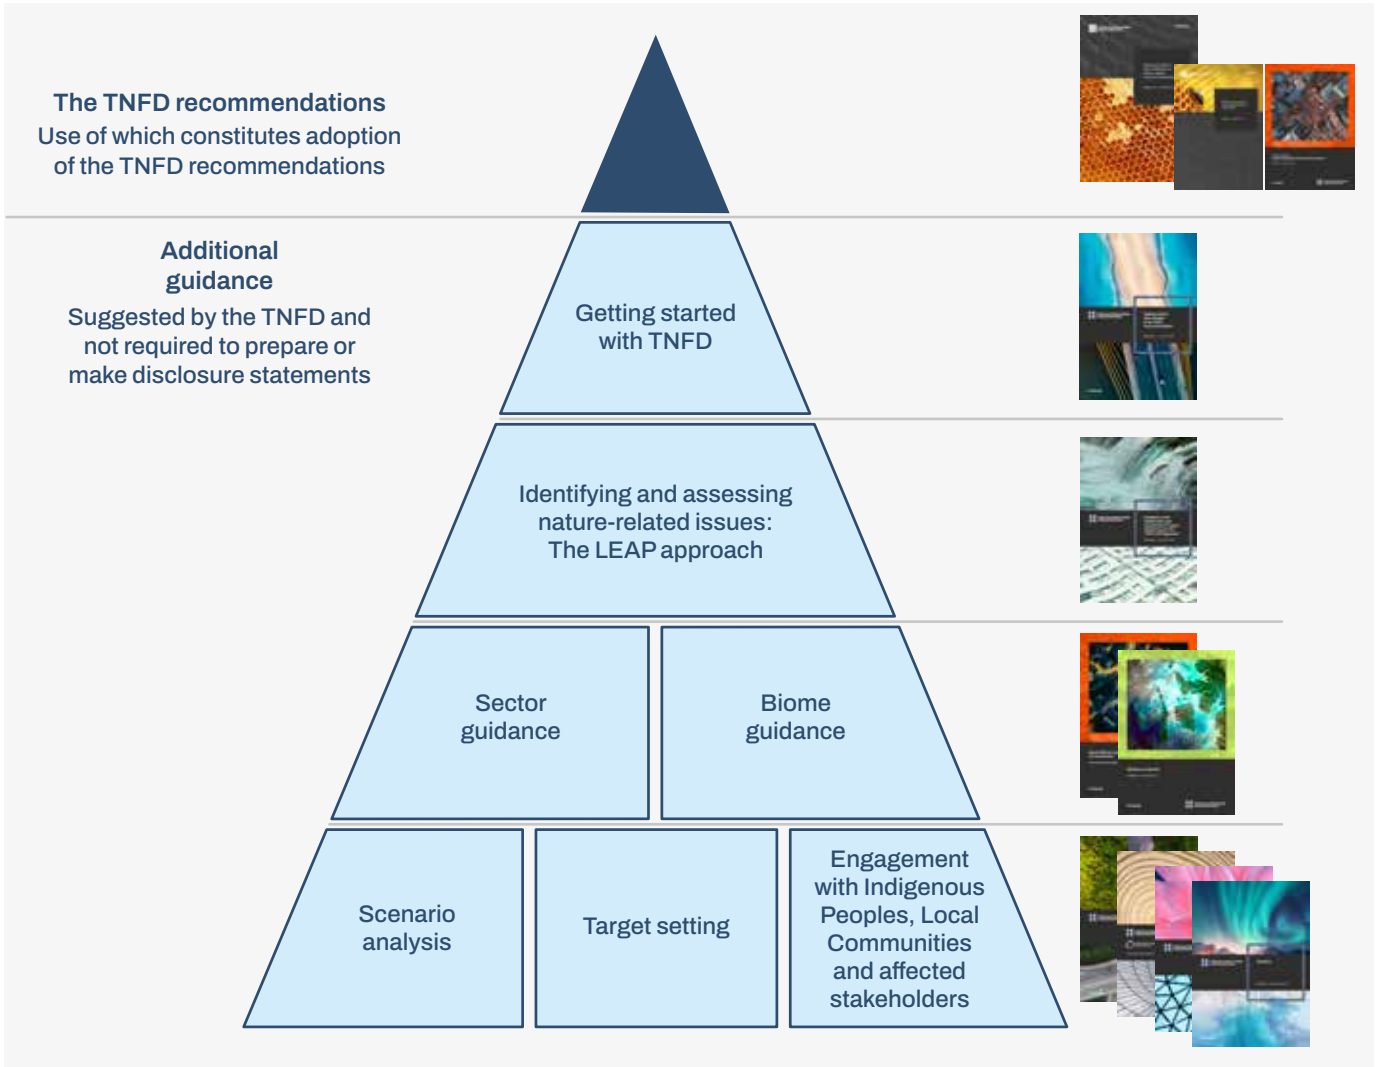 The TNFD recommendations
Use of which constitutes adoption
of the TNFD recommendations
Additional
guidance
Suggested by the TNFD and
not required to prepare or
make disclosure statements
Getting started
with TNFD
Identifying and assessing
nature-related issues:
The LEAP approach
Sector
guidance
Biome
guidance
Scenario
analysis
Target setting
Engagement
with Indigenous
Peoples, Local
Communities
and affected
stakeholders